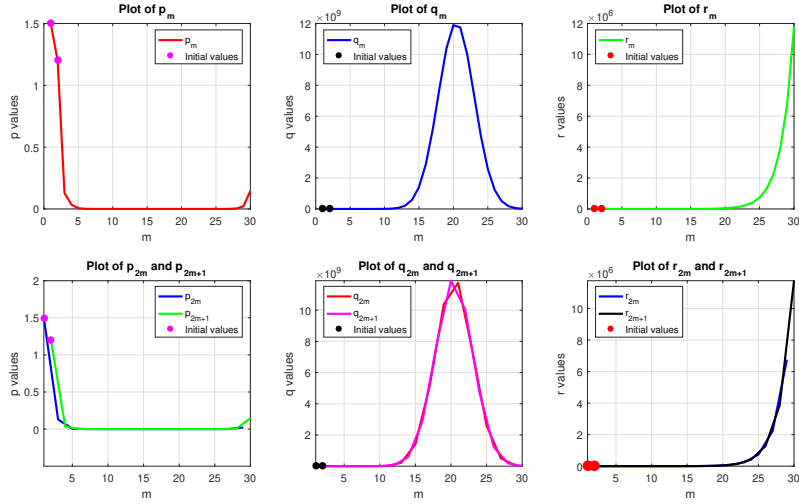 Plot of p_m
p values
1.5
1
0.5
0
5 10 15 20 25 30
m
p_m
Initial values
Plot of q_m
×10^9
q values
12
10
8
6
4
2
0
5 10 15 20 25 30
m
q_m
Initial values
Plot of r_m
×10^6
r values
12
10
8
6
4
2
0
5 10 15 20 25 30
m
r_m
Initial values
Plot of p_2m and p_2m+1
p values
2
1.5
1
0.5
0
5 10 15 20 25 30
m
p_2m
p_2m+1
Initial values
Plot of q_2m and q_2m+1
×10^9
q values
10
8
6
4
2
5 10 15 20 25 30
m
q_2m
q_2m+1
Initial values
Plot of r_2m and r_2m+1
×10^6
r values
10
8
6
4
2
0
5 10 15 20 25 30
m
r_2m
r_2m+1
Initial values